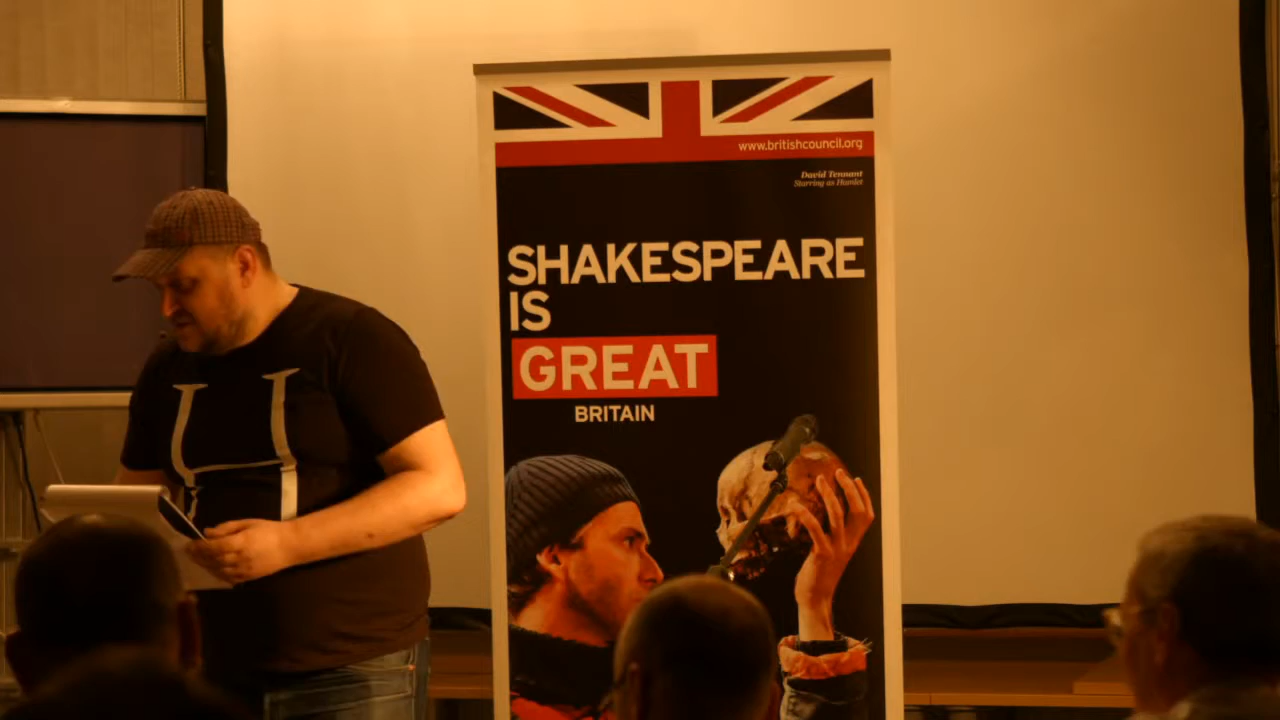 www.britishcouncil.org
David Tennant
Starring as Hamlet
SHAKESPEARE
IS
GREAT
BRITAIN
H